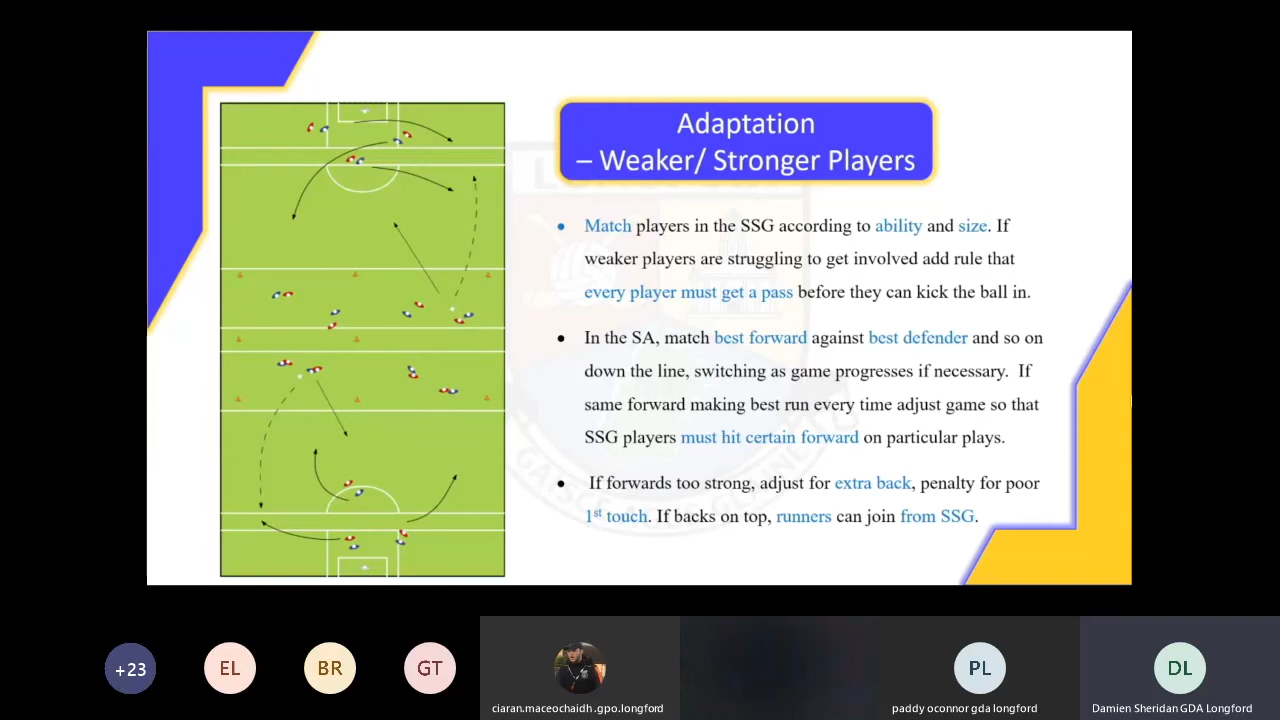 Adaptation
– Weaker/ Stronger Players
Match players in the SSG according to ability and size. If
weaker players are struggling to get involved add rule that
every player must get a pass before they can kick the ball in.
In the SA, match best forward against best defender and so on
down the line, switching as game progresses if necessary. If
same forward making best run every time adjust game so that
SSG players must hit certain forward on particular plays.
If forwards too strong, adjust for extra back, penalty for poor
1st touch. If backs on top, runners can join from SSG.
+23
EL
BR
GT
PL
DL
ciaran.maceochaidh .gpo.longford
paddy oconnor gda longford
Damien Sheridan GDA Longford